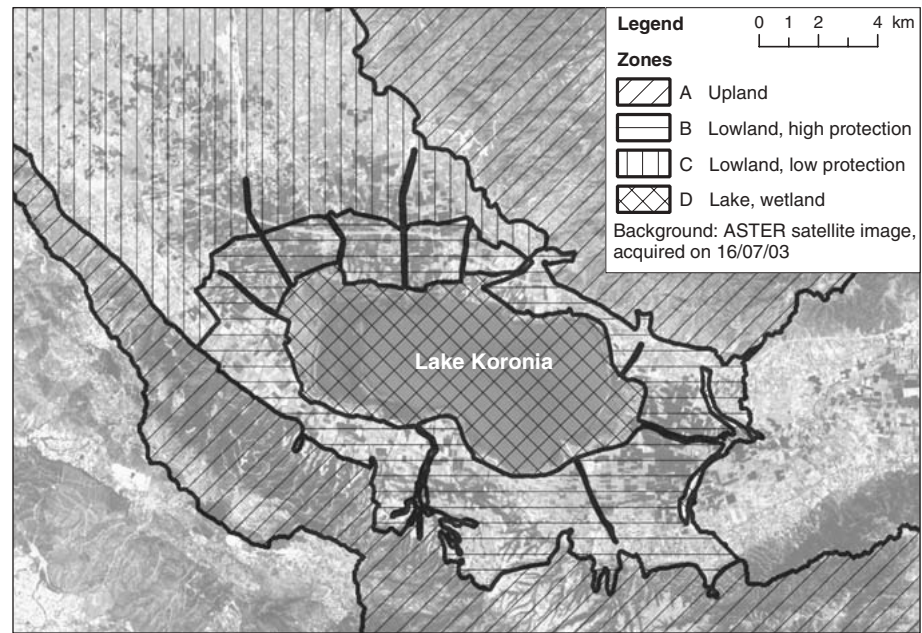 Legend
0 1 2 4 km
Zones
A Upland
B Lowland, high protection
C Lowland, low protection
D Lake, wetland
Background: ASTER satellite image,
acquired on 16/07/03
Lake Koronia